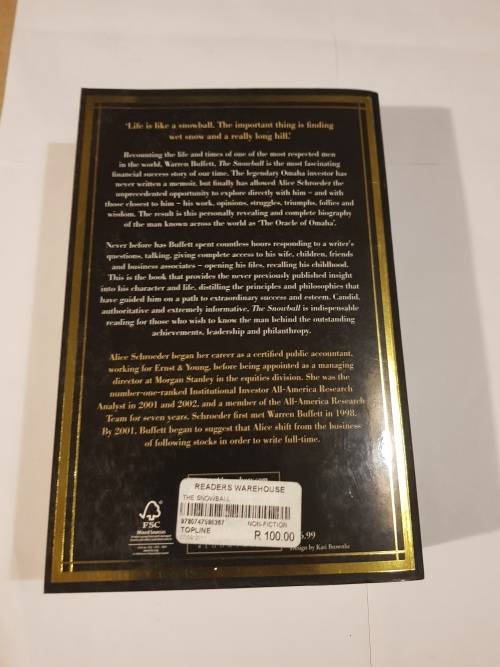 'Life is like a snowball. The important thing is finding
wet snow and a really long hill.'
Recounting the life and times of one of the most respected men
in the world, Warren Buffett, The Snowball is the most fascinating
financial success story of our time. The legendary Omaha investor has
never written a memoir, but finally has allowed Alice Schroeder the
unprecedented opportunity to explore directly with him – and with
those closest to him – his work, opinions, struggles, triumphs, follies and
wisdom. The result is this personally revealing and complete biography
of the man known across the world as 'The Oracle of Omaha'.
Never before has Buffett spent countless hours responding to a writer's
questions, talking, giving complete access to his wife, children, friends
and business associates – opening his files, recalling his childhood.
This is the book that provides the never previously published insight
into his character and life, distilling the principles and philosophies that
have guided him on a path to extraordinary success and esteem. Candid,
authoritative and extremely informative, The Snowball is indispensable
reading for those who wish to know the man behind the outstanding
achievements, leadership and philanthropy.
Alice Schroeder began her career as a certified public accountant,
working for Ernst & Young, before being appointed as a managing
director at Morgan Stanley in the equities division. She was the
number-one-ranked Institutional Investor All-America Research
Analyst in 2001 and 2002, and a member of the All-America Research
Team for seven years. Schroeder first met Warren Buffett in 1998.
By 2001, Buffett began to suggest that Alice shift from the business
of following stocks in order to write full-time.
READERS WAREHOUSE
THE SNOWBALL
9780747596357 NON-FICTION
TOPLINE
R 100.00
FSC
Mixed Sources
.99
Design by Kari Brownlie